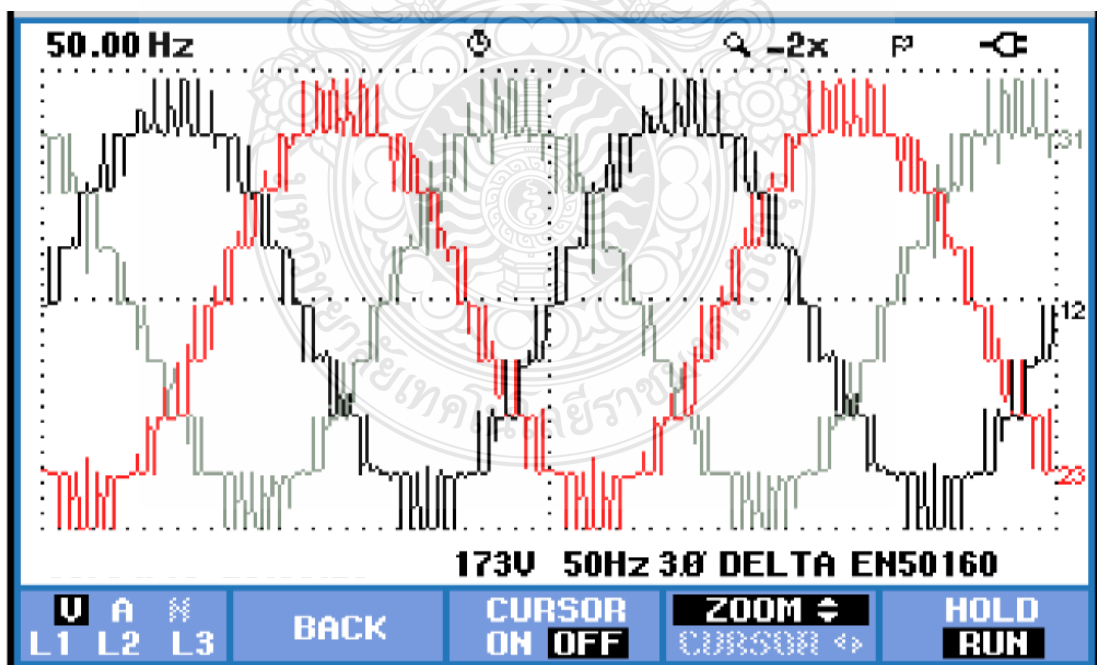 50.00 Hz -2x
31
12
23
173V 50Hz 3.Ø DELTA EN50160
V A
L1 L2 L3
BACK
CURSOR
ON OFF
ZOOM
CURSOR
HOLD
RUN